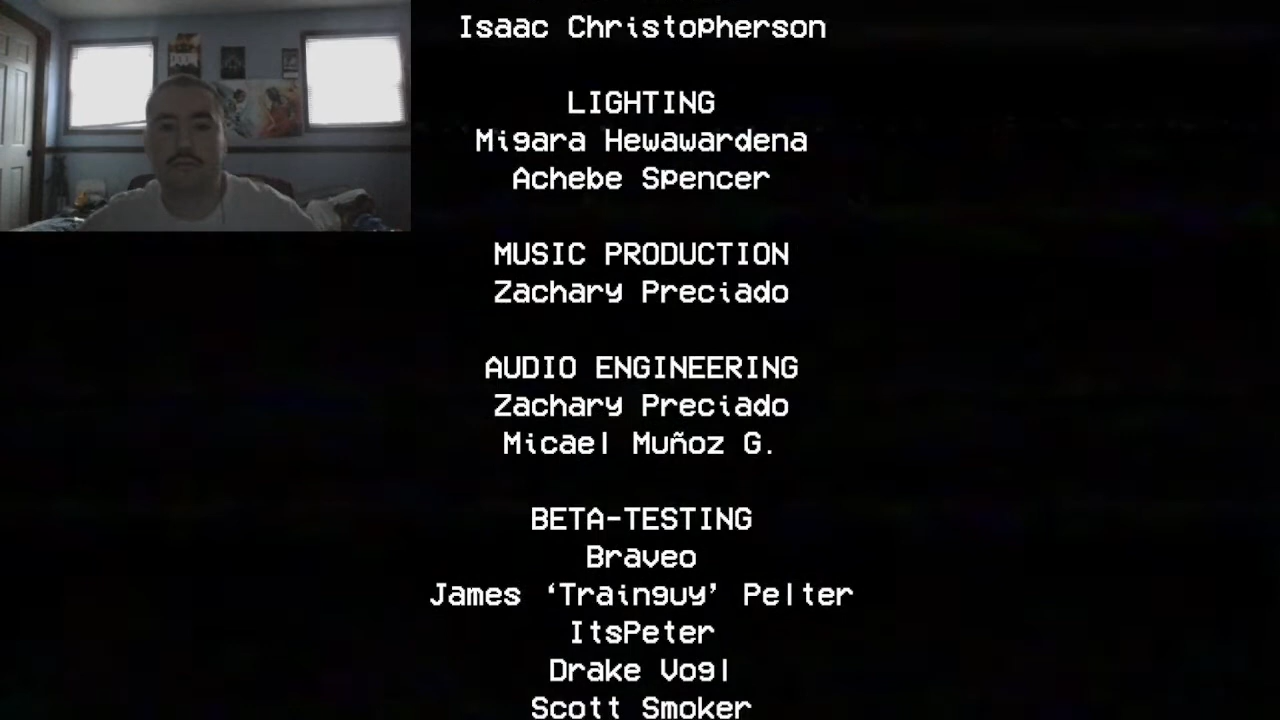 Isaac Christopherson
LIGHTING
Migara Hewawardena
Achebe Spencer
MUSIC PRODUCTION
Zachary Preciado
AUDIO ENGINEERING
Zachary Preciado
Micael Muñoz G.
BETA-TESTING
Braveo
James ‘Trainguy’ Pelter
ItsPeter
Drake Vogl
Scott Smoker